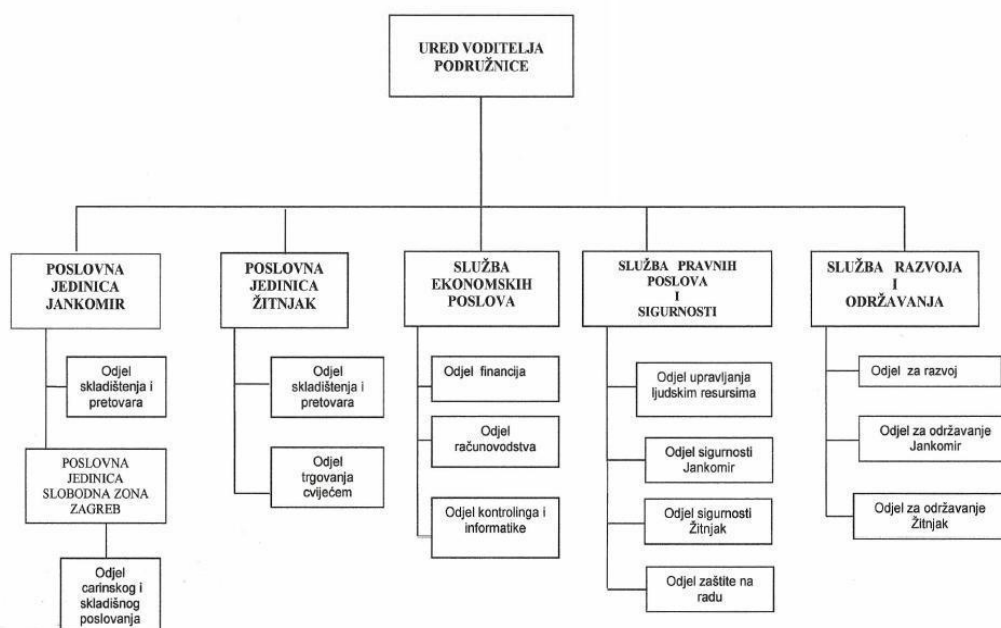 URED VODITELJA
PODRUŽNICE
POSLOVNA
JEDINICA
JANKOMIR
POSLOVNA
JEDINICA
ŽITNJAK
SLUŽBA
EKONOMSKIH
POSLOVA
SLUŽBA PRAVNIH
POSLOVA
I
SIGURNOSTI
SLUŽBA RAZVOJA
I
ODRŽAVANJA
Odjel
skladištenja i
pretovara
POSLOVNA
JEDINICA
SLOBODNA ZONA
ZAGREB
Odjel
carinskog i
skladišnog
poslovanja
Odjel
skladištenja i
pretovara
Odjel
trgovanja
cvijećem
Odjel financija
Odjel
računovodstva
Odjel kontrolinga i
informatike
Odjel upravljanja
ljudskim resursima
Odjel sigurnosti
Jankomir
Odjel sigurnosti
Žitnjak
Odjel zaštite na
radu
Odjel za razvoj
Odjel za održavanje
Jankomir
Odjel za održavanje
Žitnjak